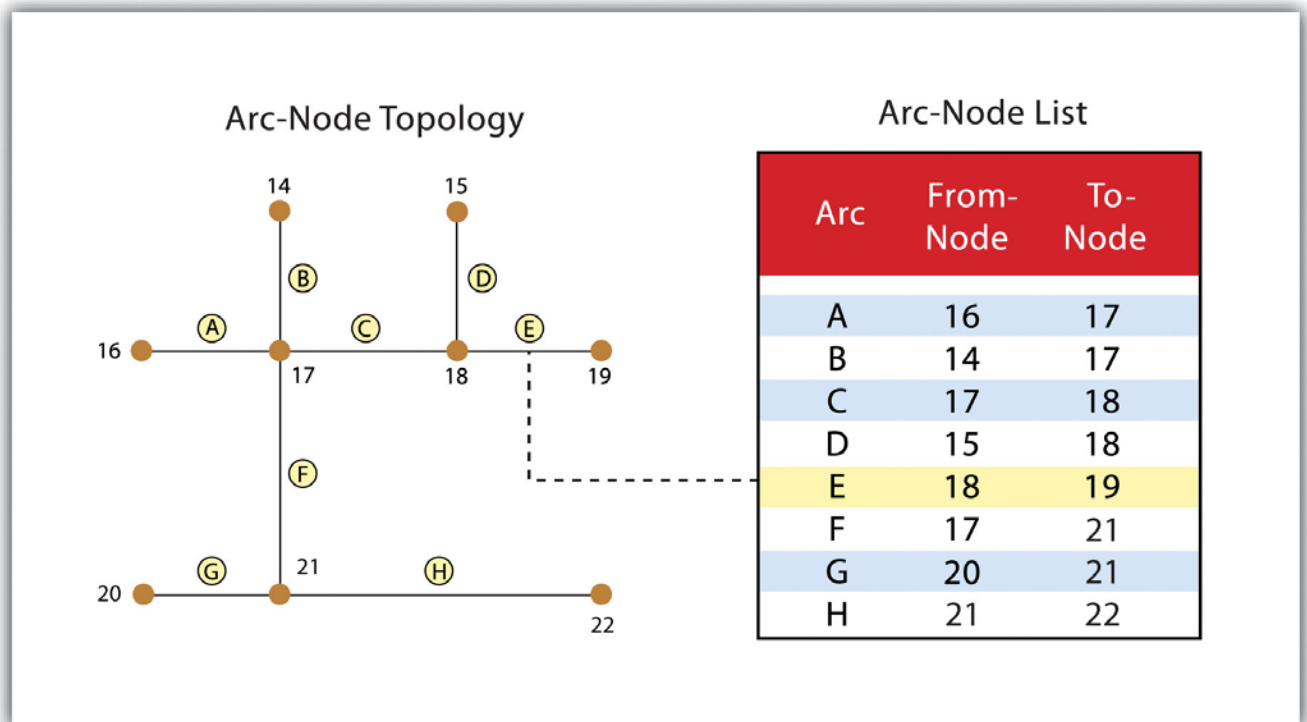 Arc-Node Topology
14
15
B
D
A
C
E
16
17
18
19
F
G
21
H
20
22
Arc-Node List
Arc From-Node To-Node
A 16 17
B 14 17
C 17 18
D 15 18
E 18 19
F 17 21
G 20 21
H 21 22